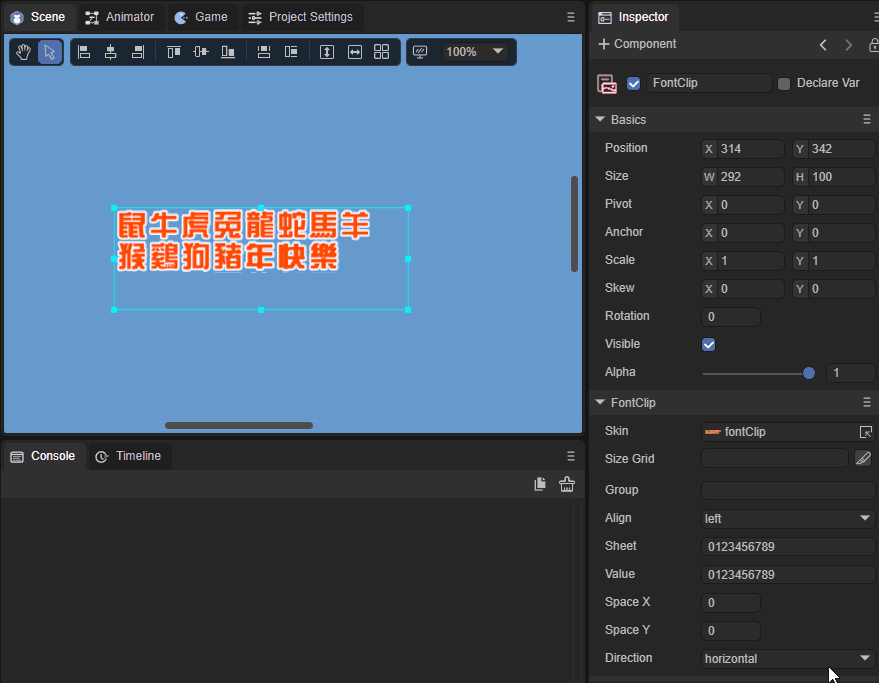 Scene Animator Game Project Settings
100%
鼠牛虎兔龍蛇馬羊
猴鷄狗豬年快樂
Console Timeline
Inspector
Component
FontClip Declare Var
Basics
Position X 314 Y 342
Size W 292 H 100
Pivot X 0 Y 0
Anchor X 0 Y 0
Scale X 1 Y 1
Skew X 0 Y 0
Rotation 0
Visible
Alpha 1
FontClip
Skin fontClip
Size Grid
Group
Align left
Sheet 0123456789
Value 0123456789
Space X 0
Space Y 0
Direction horizontal